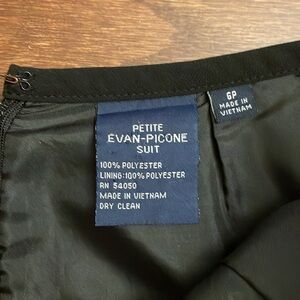 PETITE
EVAN-PICONE
SUIT
100% POLYESTER
LINING:100% POLYESTER
RN 54050
MADE IN VIETNAM
DRY CLEAN
6P
MADE IN
VIETNAM